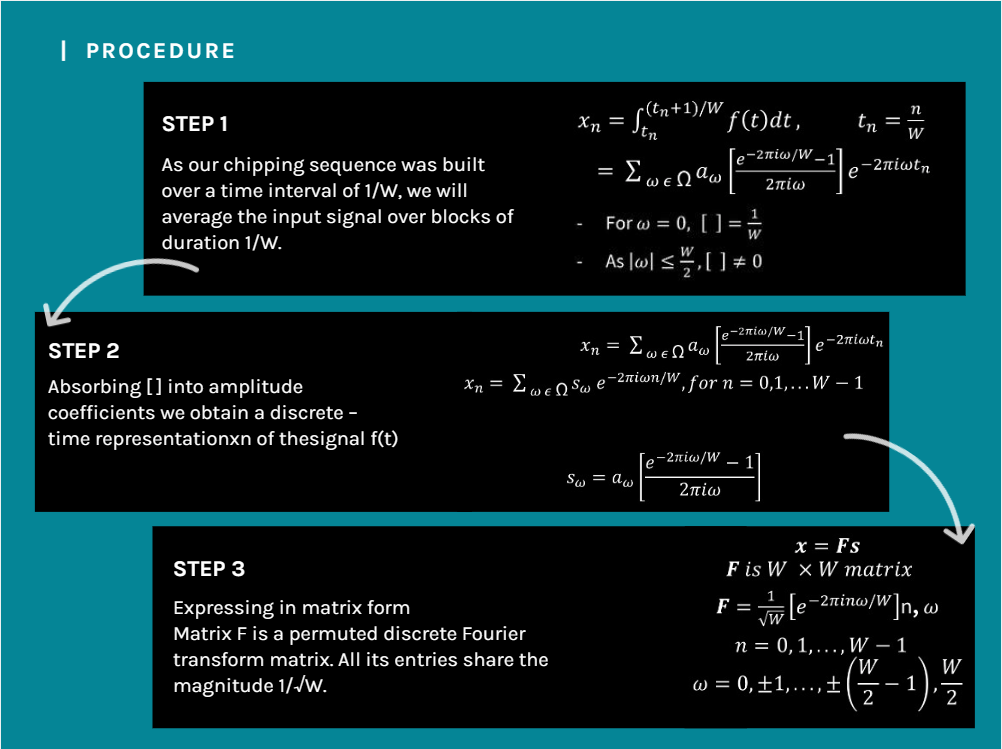 | PROCEDURE
STEP 1
As our chipping sequence was built
over a time interval of 1/W, we will
average the input signal over blocks of
duration 1/W.
x_n = ∫_{t_n}^{(t_n+1)/W} f(t)dt, t_n = n/W
= ∑_{ω ϵ Ω} a_ω [(e^{-2πiω/W} - 1)/(2πiω)] e^{-2πiωt_n}
- For ω = 0, [ ] = 1/W
- As |ω| ≤ W/2, [ ] ≠ 0
STEP 2
Absorbing [ ] into amplitude
coefficients we obtain a discrete –
time representationxn of thesignal f(t)
x_n = ∑_{ω ϵ Ω} a_ω [(e^{-2πiω/W} - 1)/(2πiω)] e^{-2πiωt_n}
x_n = ∑_{ω ϵ Ω} s_ω e^{-2πiωn/W}, for n = 0,1,...W - 1
s_ω = a_ω [(e^{-2πiω/W} - 1)/(2πiω)]
STEP 3
Expressing in matrix form
Matrix F is a permuted discrete Fourier
transform matrix. All its entries share the
magnitude 1/√W.
x = Fs
F is W × W matrix
F = 1/√W [e^{-2πinω/W}]n, ω
n = 0, 1, ..., W - 1
ω = 0, ±1, ..., ±(W/2 - 1), W/2